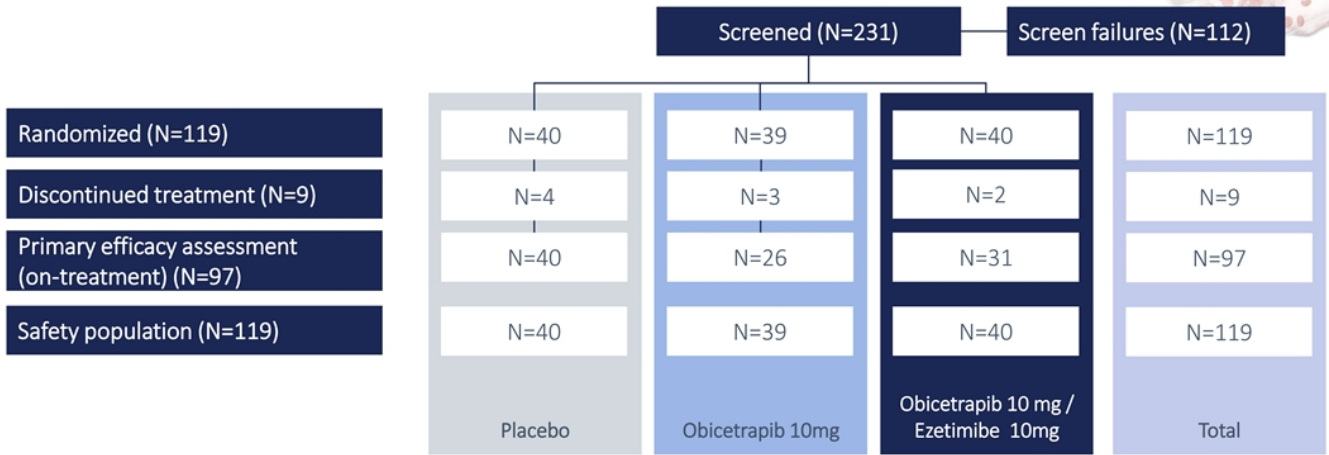 Screened (N=231)
Screen failures (N=112)
Randomized (N=119)
N=40
N=39
N=40
N=119
Discontinued treatment (N=9)
N=4
N=3
N=2
N=9
Primary efficacy assessment
(on-treatment) (N=97)
N=40
N=26
N=31
N=97
Safety population (N=119)
N=40
N=39
N=40
N=119
Placebo
Obicetrapib 10mg
Obicetrapib 10 mg /
Ezetimibe 10mg
Total